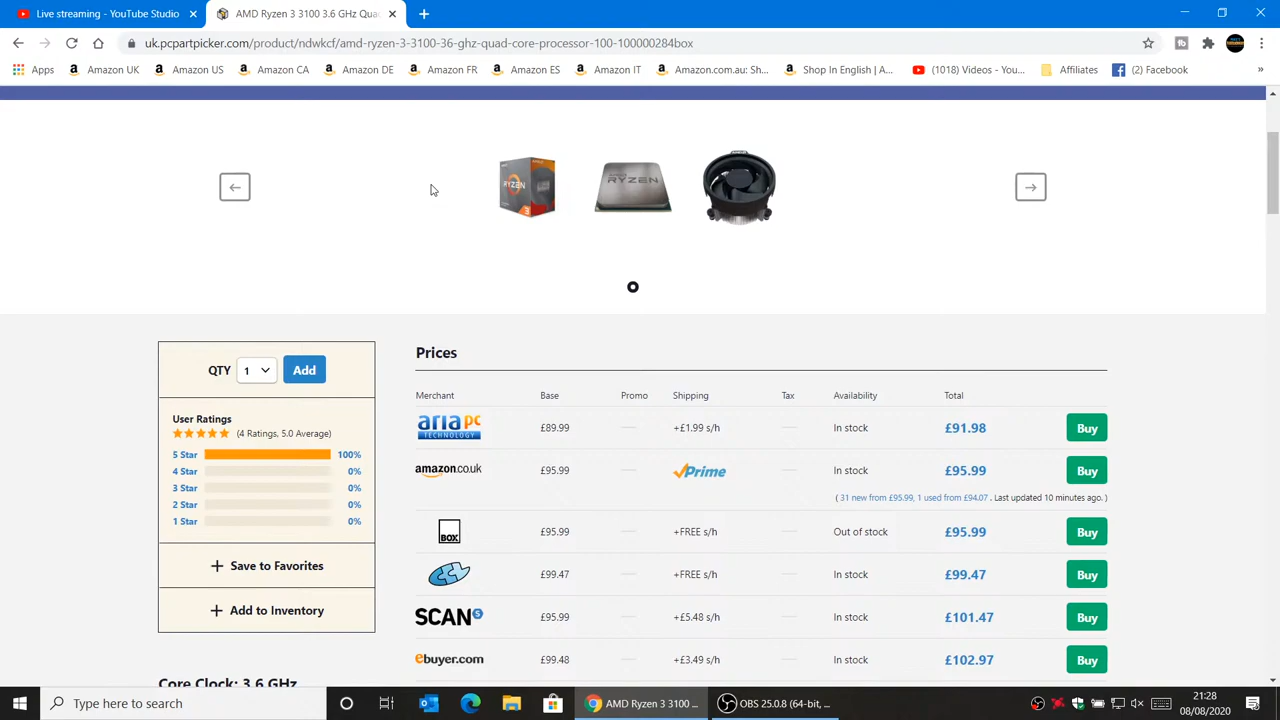 Live streaming - YouTube Studio
AMD Ryzen 3 3100 3.6 GHz Qua
uk.pcpartpicker.com/product/ndwkcf/amd-ryzen-3-3100-36-ghz-quad-core-processor-100-100000284box
Apps Amazon UK Amazon US Amazon CA Amazon DE Amazon FR Amazon ES Amazon IT Amazon.com.au: Sh... Shop In English | A... (1018) Videos - Yo... Affiliates (2) Facebook »
RYZEN
3
RYZEN
QTY 1 Add
User Ratings
(4 Ratings, 5.0 Average)
5 Star 100%
4 Star 0%
3 Star 0%
2 Star 0%
1 Star 0%
+ Save to Favorites
+ Add to Inventory
Core Clock: 3.6 GHz
Prices
Merchant Base Promo Shipping Tax Availability Total
aria pc TECHNOLOGY £89.99 — +£1.99 s/h — In stock £91.98 Buy
amazon.co.uk £95.99 — Prime — In stock £95.99 Buy
( 31 new from £95.99, 1 used from £94.07 . Last updated 10 minutes ago. )
BOX £95.99 — +FREE s/h — Out of stock £95.99 Buy
£99.47 — +FREE s/h — In stock £99.47 Buy
SCAN £95.99 — +£5.48 s/h — In stock £101.47 Buy
ebuyer.com £99.48 — +£3.49 s/h — In stock £102.97 Buy
Type here to search
AMD Ryzen 3 3100 ...
OBS 25.0.8 (64-bit, ...
21:28
08/08/2020